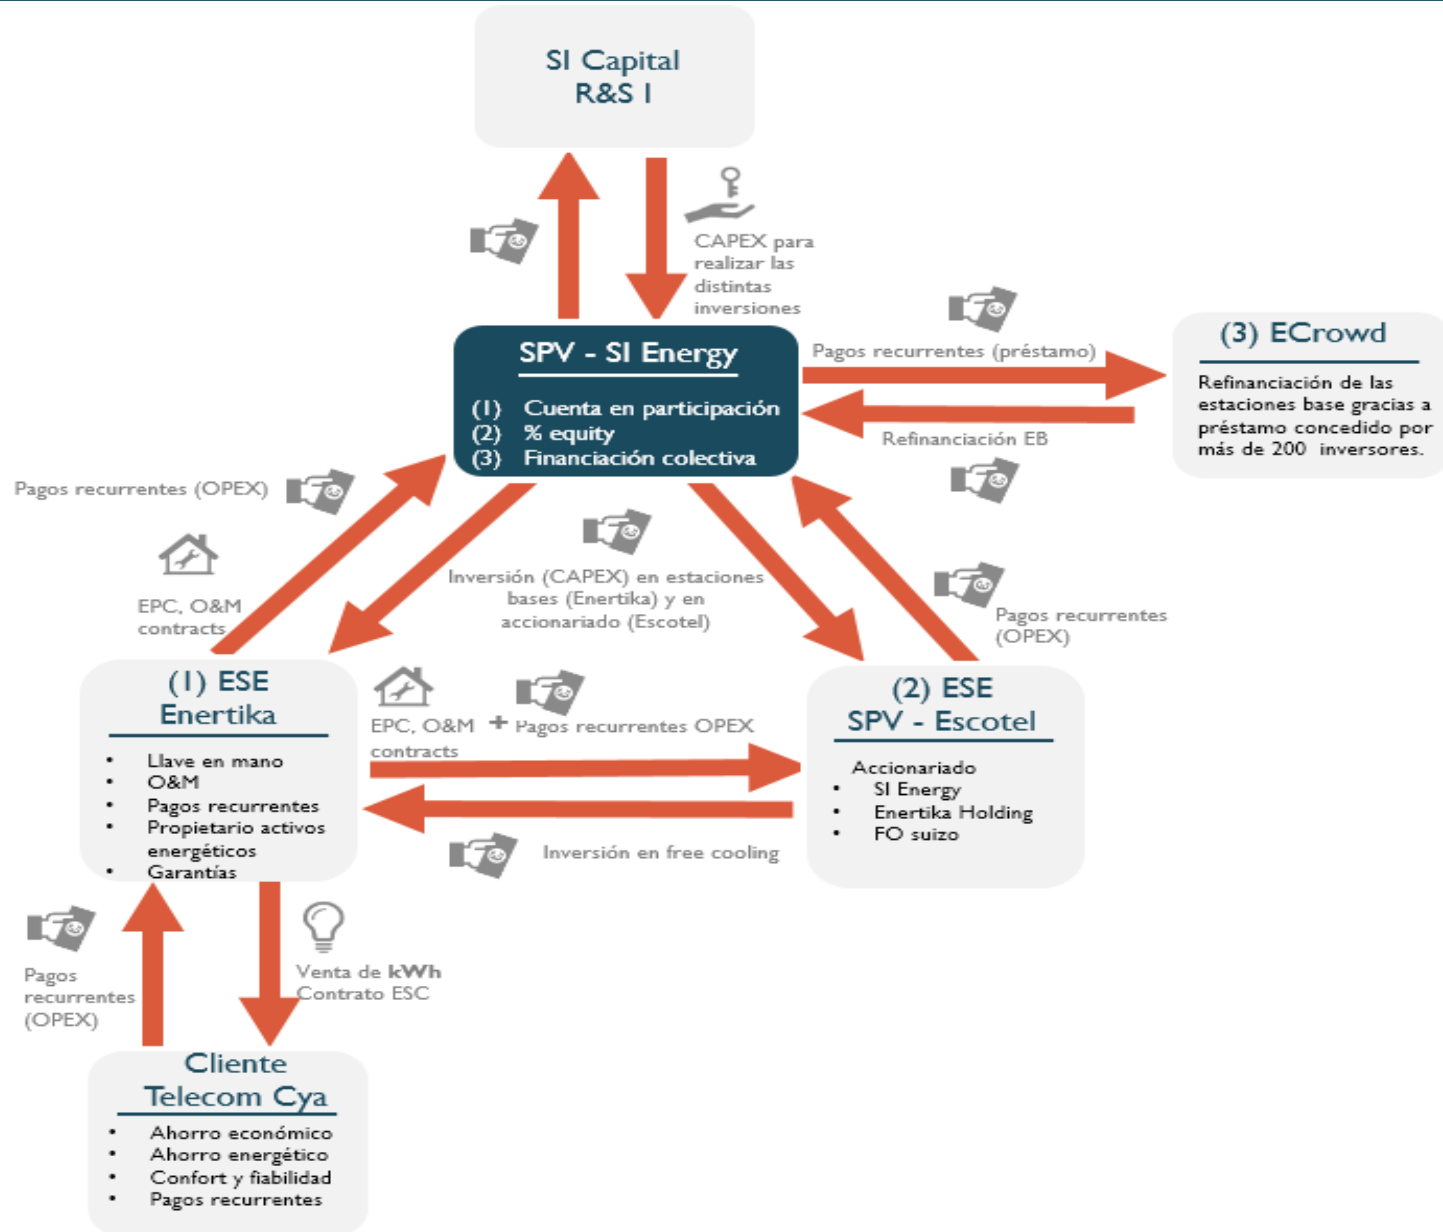 SI Capital
R&S I
CAPEX para
realizar las
distintas
inversiones
SPV - SI Energy
(1) Cuenta en participación
(2) % equity
(3) Financiación colectiva
Pagos recurrentes (préstamo)
Refinanciación EB
(3) ECrowd
Refinanciación de las
estaciones base gracias a
préstamo concedido por
más de 200 inversores.
Pagos recurrentes (OPEX)
EPC, O&M
contracts
Inversión (CAPEX) en estaciones
bases (Enertika) y en
accionariado (Escotel)
Pagos recurrentes
(OPEX)
(1) ESE
Enertika
• Llave en mano
• O&M
• Pagos recurrentes
• Propietario activos
energéticos
• Garantías
EPC, O&M + Pagos recurrentes OPEX
contracts
Inversión en free cooling
(2) ESE
SPV - Escotel
Accionariado
• SI Energy
• Enertika Holding
• FO suizo
Pagos
recurrentes
(OPEX)
Venta de kWh
Contrato ESC
Cliente
Telecom Cya
• Ahorro económico
• Ahorro energético
• Confort y fiabilidad
• Pagos recurrentes